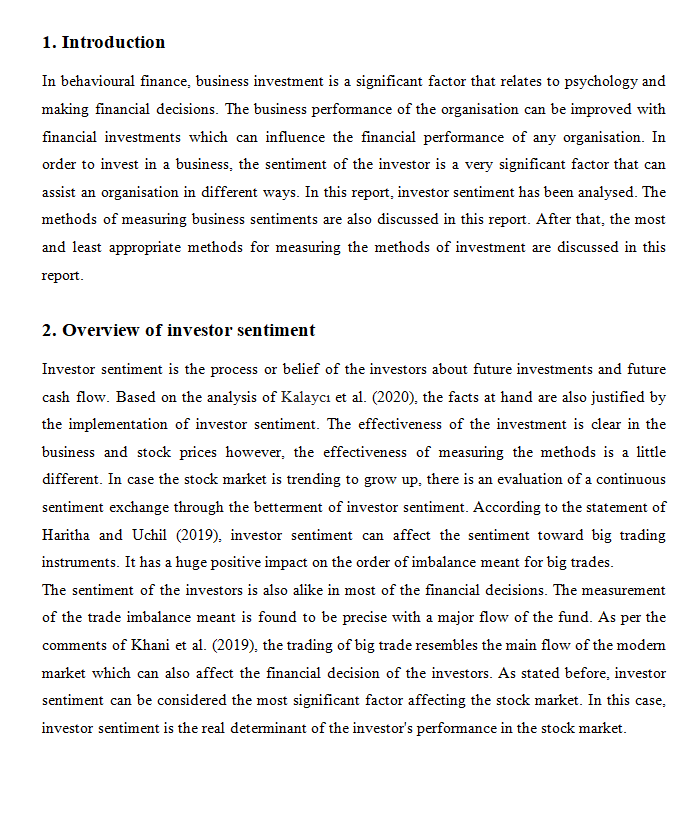 1. Introduction
In behavioural finance, business investment is a significant factor that relates to psychology and
making financial decisions. The business performance of the organisation can be improved with
financial investments which can influence the financial performance of any organisation. In
order to invest in a business, the sentiment of the investor is a very significant factor that can
assist an organisation in different ways. In this report, investor sentiment has been analysed. The
methods of measuring business sentiments are also discussed in this report. After that, the most
and least appropriate methods for measuring the methods of investment are discussed in this
report.
2. Overview of investor sentiment
Investor sentiment is the process or belief of the investors about future investments and future
cash flow. Based on the analysis of Kalaycı et al. (2020), the facts at hand are also justified by
the implementation of investor sentiment. The effectiveness of the investment is clear in the
business and stock prices however, the effectiveness of measuring the methods is a little
different. In case the stock market is trending to grow up, there is an evaluation of a continuous
sentiment exchange through the betterment of investor sentiment. According to the statement of
Haritha and Uchil (2019), investor sentiment can affect the sentiment toward big trading
instruments. It has a huge positive impact on the order of imbalance meant for big trades.
The sentiment of the investors is also alike in most of the financial decisions. The measurement
of the trade imbalance meant is found to be precise with a major flow of the fund. As per the
comments of Khani et al. (2019), the trading of big trade resembles the main flow of the modern
market which can also affect the financial decision of the investors. As stated before, investor
sentiment can be considered the most significant factor affecting the stock market. In this case,
investor sentiment is the real determinant of the investor's performance in the stock market.